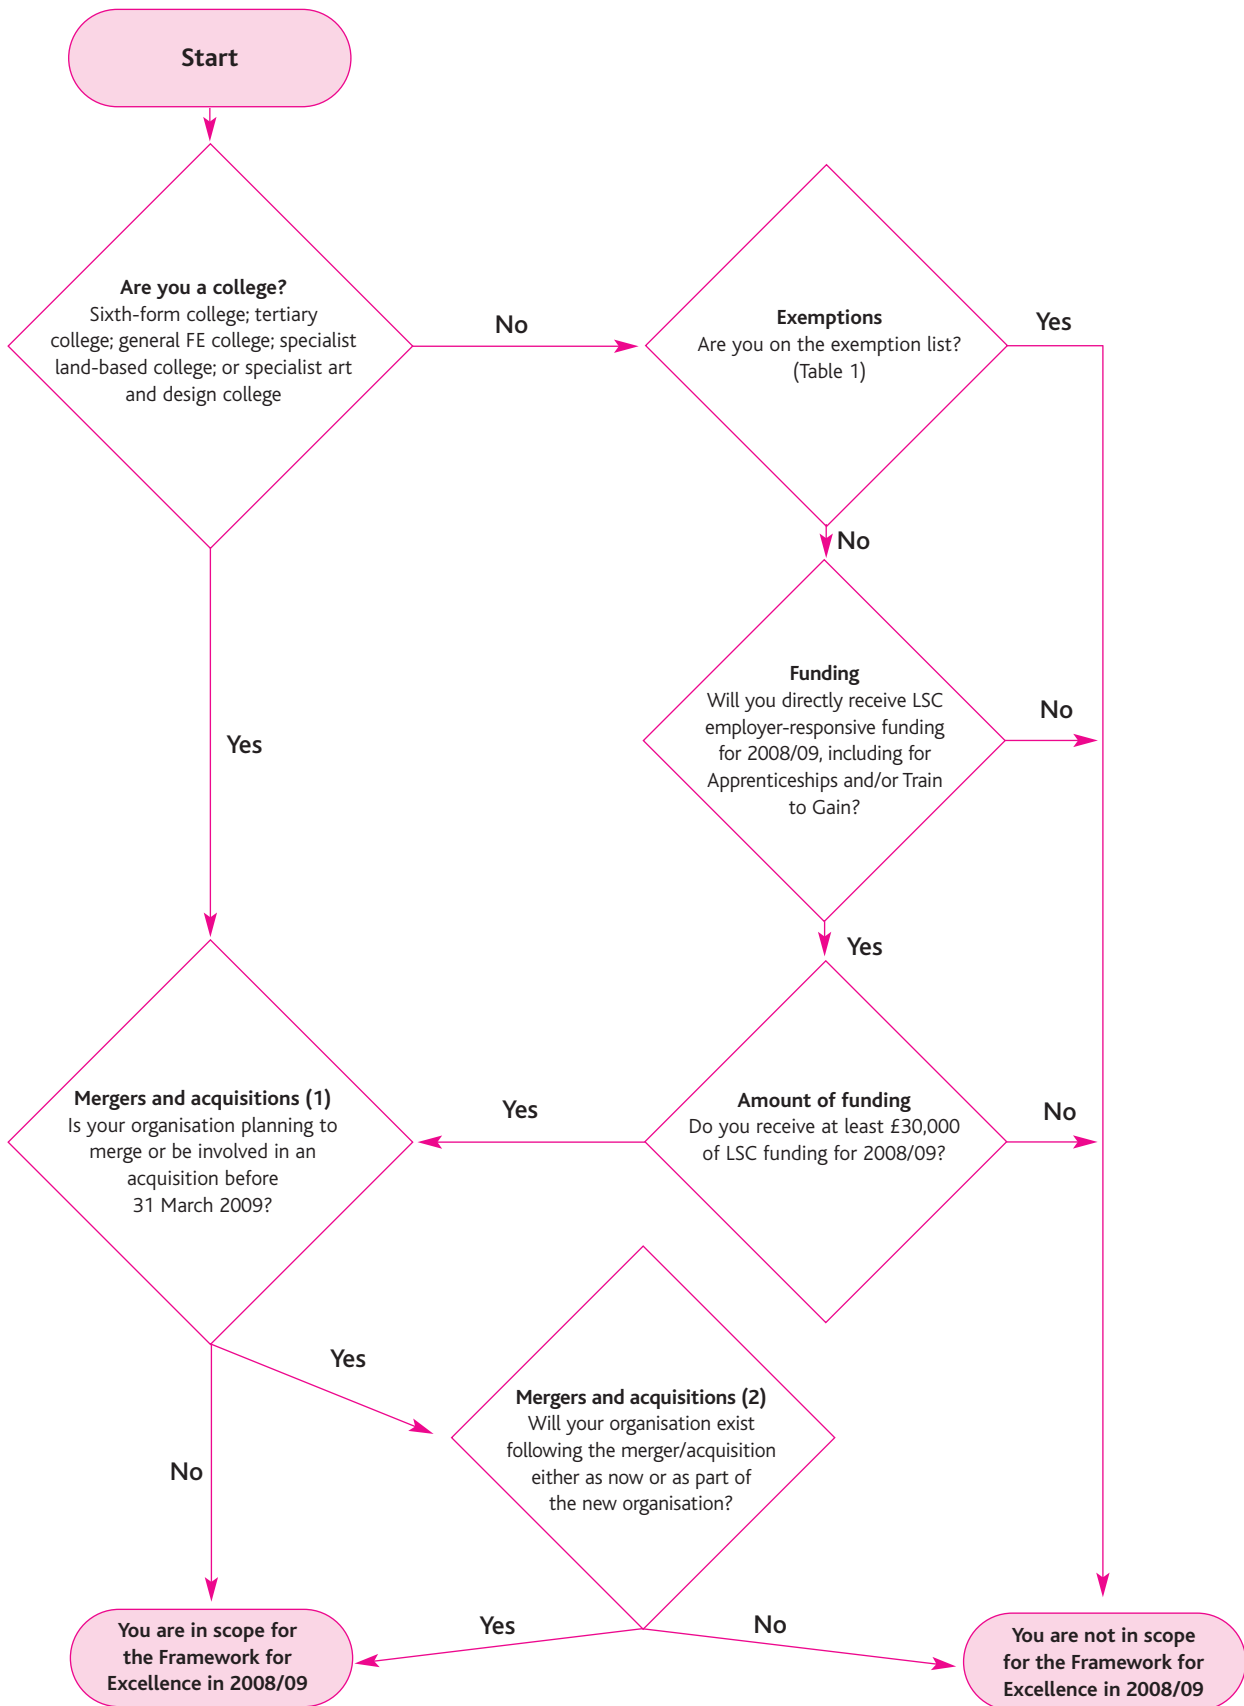 Start
Are you a college?
Sixth-form college; tertiary
college; general FE college; specialist
land-based college; or specialist art
and design college
No
Exemptions
Are you on the exemption list?
(Table 1)
Yes
No
Funding
Will you directly receive LSC
employer-responsive funding
for 2008/09, including for
Apprenticeships and/or Train
to Gain?
No
Yes
Yes
Mergers and acquisitions (1)
Is your organisation planning to
merge or be involved in an
acquisition before
31 March 2009?
Yes
Amount of funding
Do you receive at least £30,000
of LSC funding for 2008/09?
No
Yes
Mergers and acquisitions (2)
Will your organisation exist
following the merger/acquisition
either as now or as part of
the new organisation?
No
Yes
No
You are in scope for
the Framework for
Excellence in 2008/09
You are not in scope
for the Framework for
Excellence in 2008/09